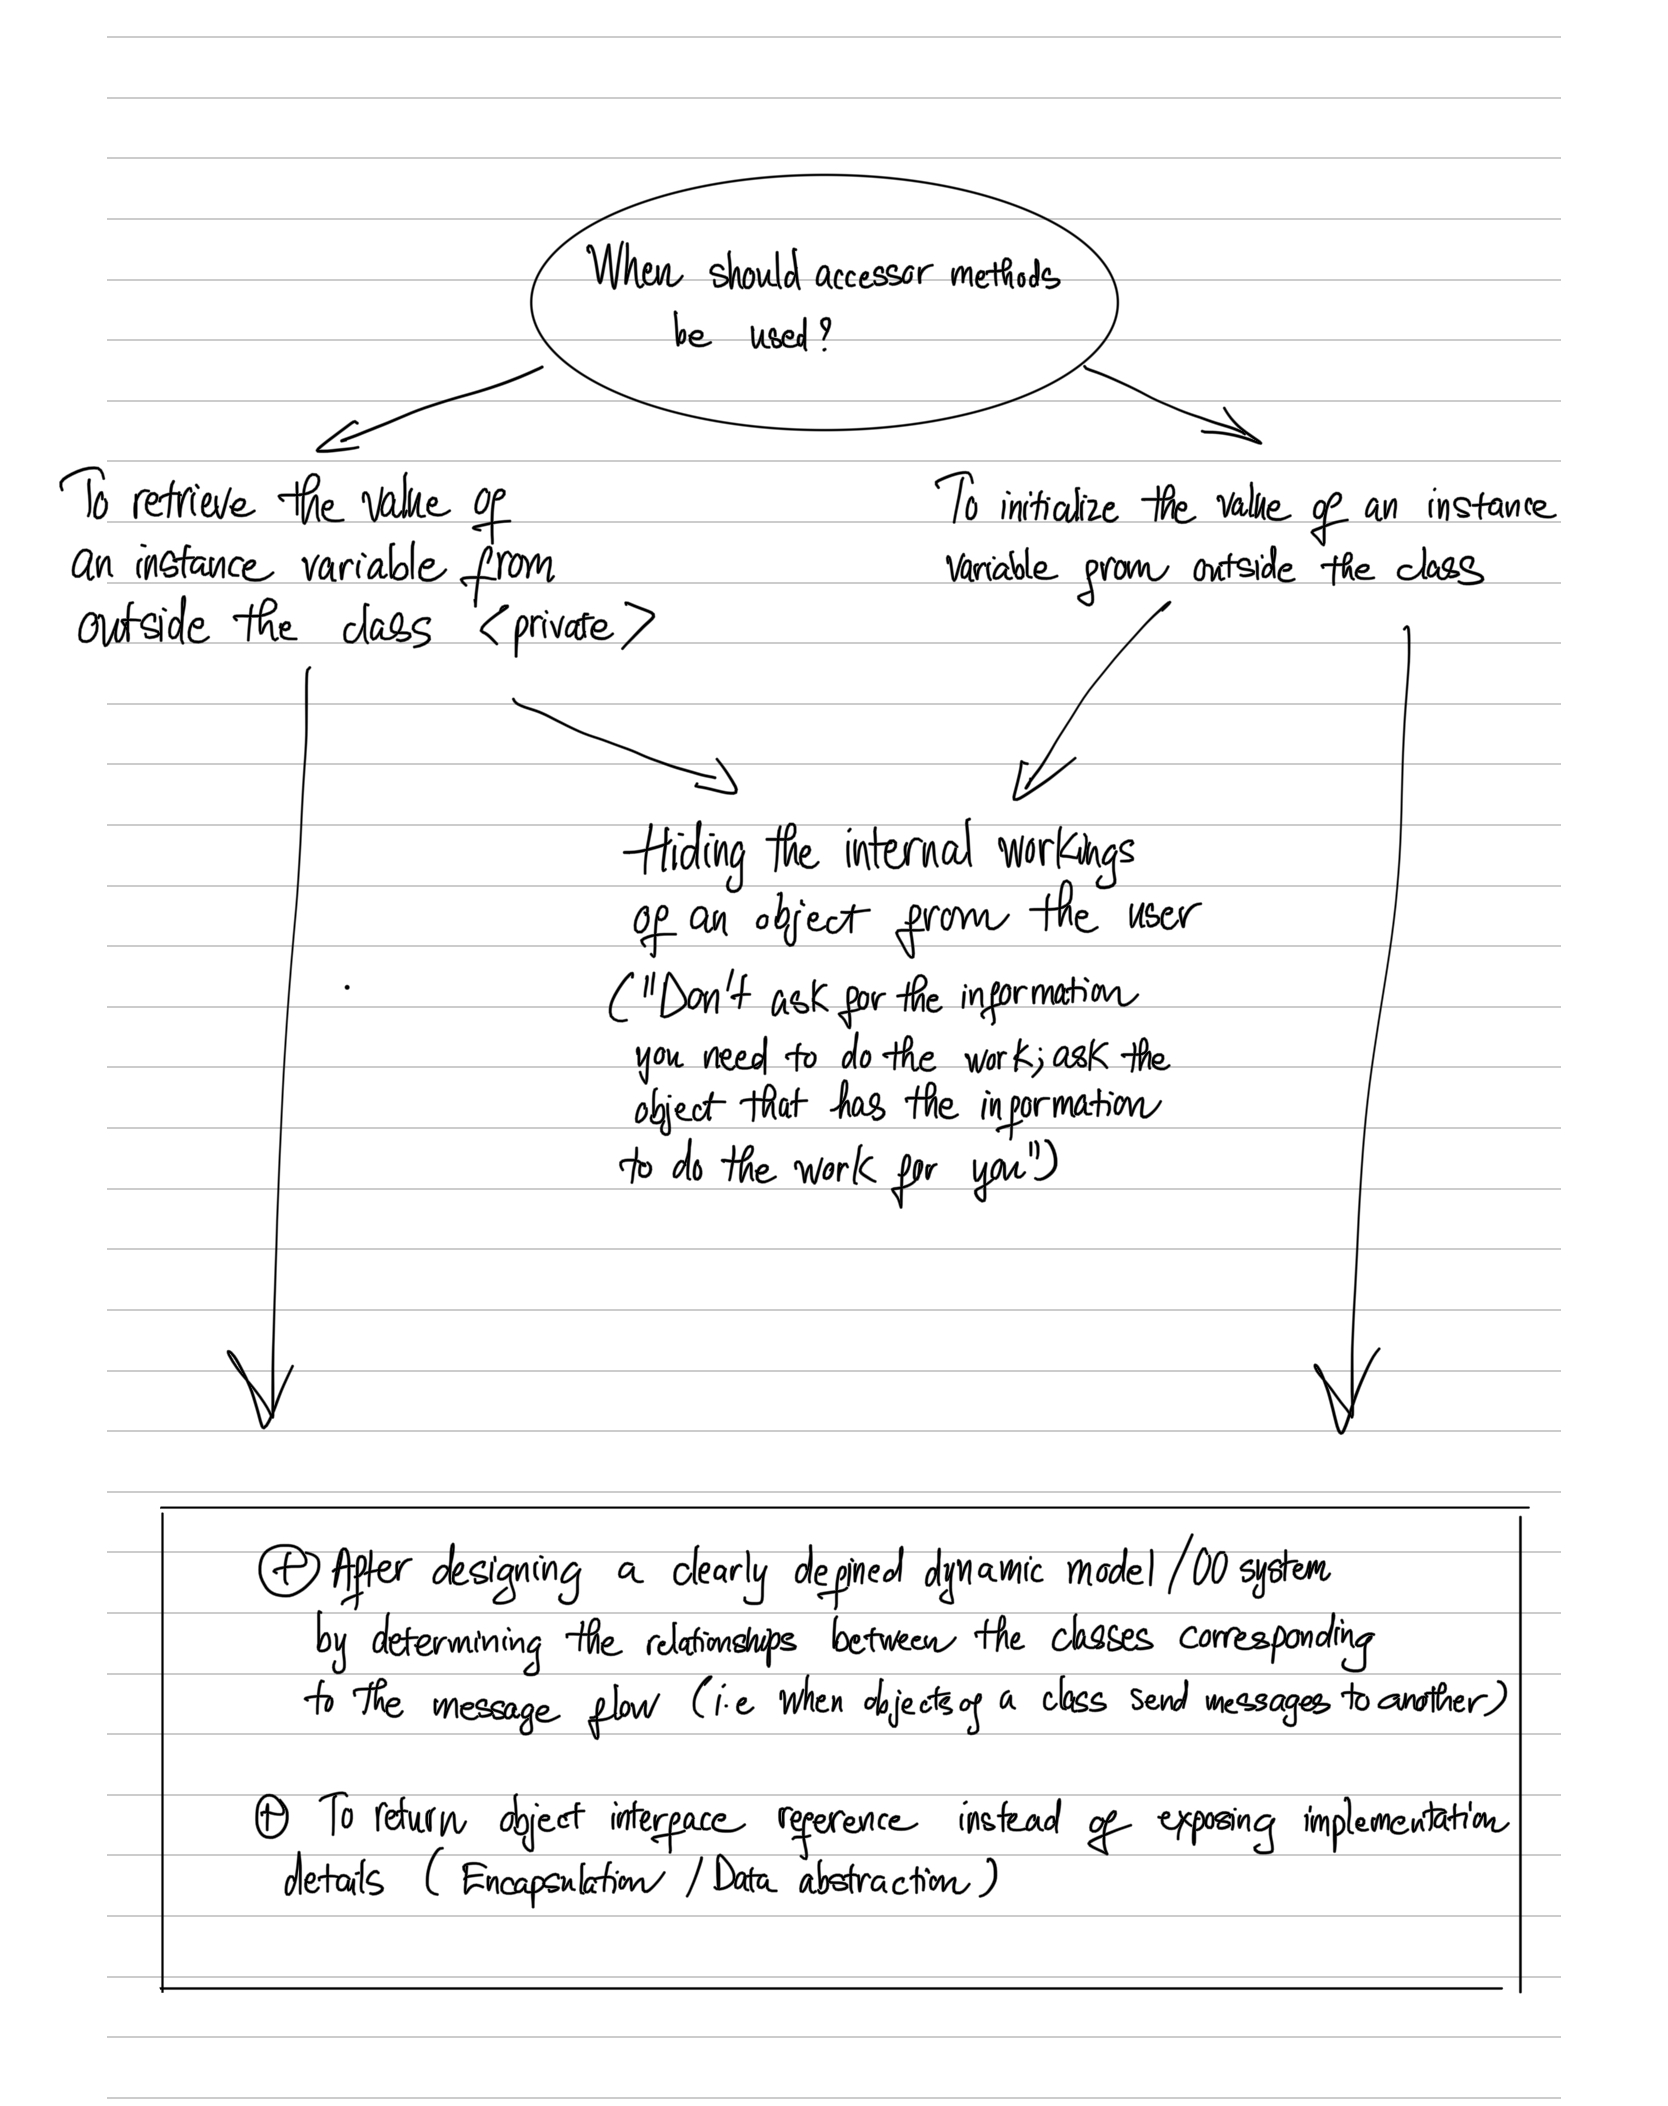 When should accessor methods
be used?
To retrieve the value of
an instance variable from
outside the class <private>
To initialize the value of an instance
variable from outside the class
Hiding the internal workings
of an object from the user
("Don't ask for the information
you need to do the work; ask the
object that has the information
to do the work for you")
⊕ After designing a clearly defined dynamic model / OO system
by determining the relationships between the classes corresponding
to the message flow (i.e when objects of a class send messages to another)
⊕ To return object interface reference instead of exposing implementation
details (Encapsulation / Data abstraction)